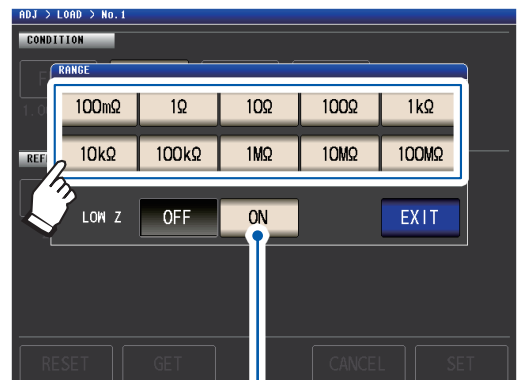 ADJ > LOAD > No.1
CONDITION
RANGE
100mΩ 1Ω 10Ω 100Ω 1kΩ
10kΩ 100kΩ 1MΩ 10MΩ 100MΩ
LOW Z OFF ON EXIT
RESET GET CANCEL SET